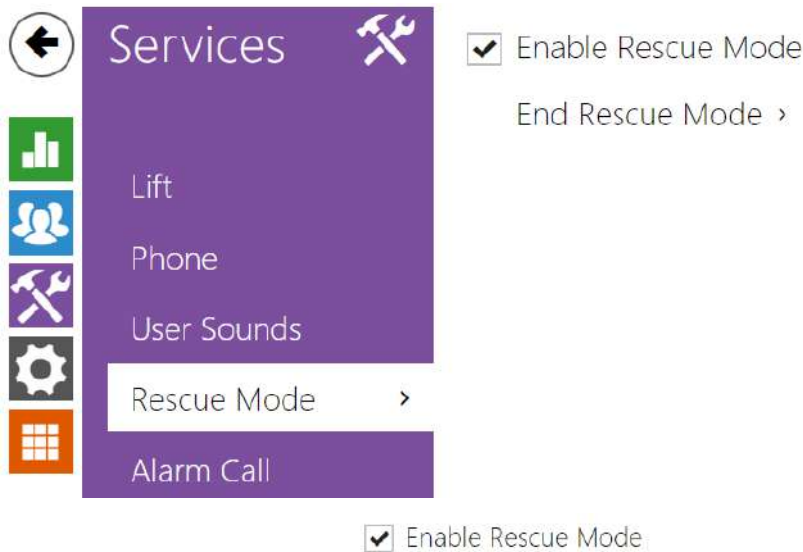 Services
Lift
Phone
User Sounds
Rescue Mode ›
Alarm Call
Enable Rescue Mode
End Rescue Mode ›
Enable Rescue Mode